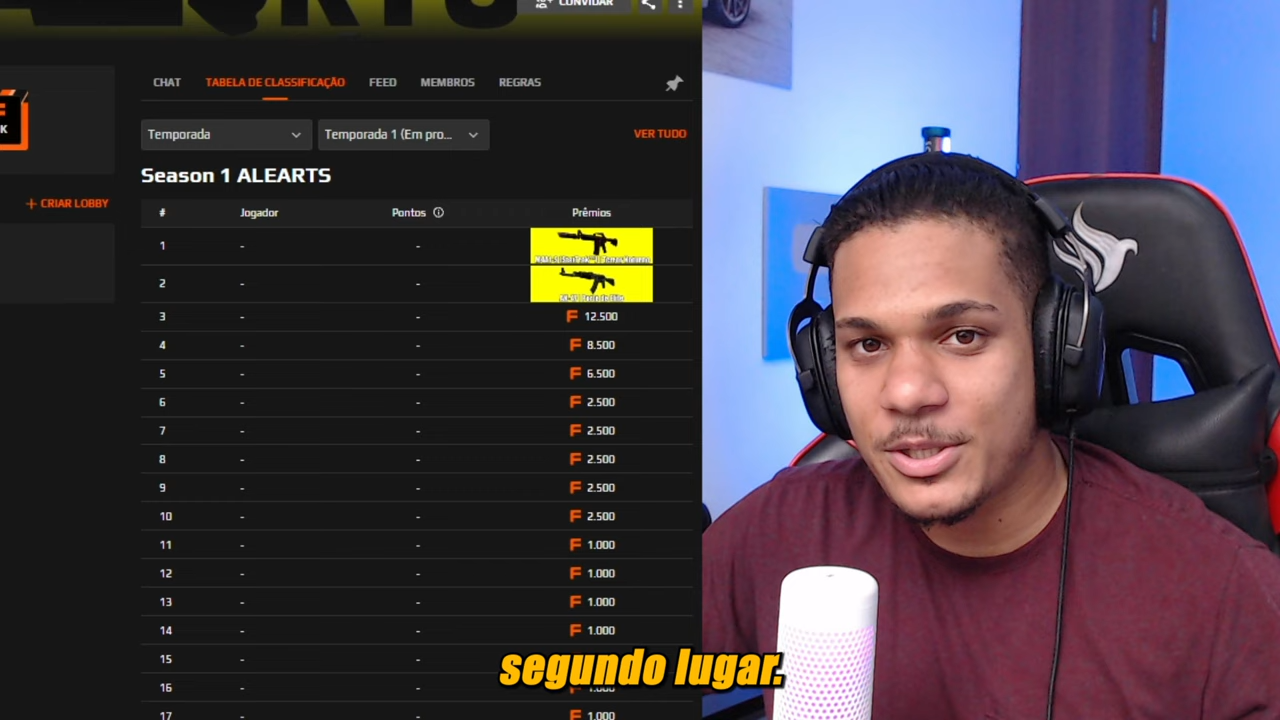 CONVIDAR
CHAT TABELA DE CLASSIFICAÇÃO FEED MEMBROS REGRAS
Temporada Temporada 1 (Em pro... VER TUDO
Season 1 ALEARTS
+ CRIAR LOBBY
# Jogador Pontos Prêmios
1 - -
2 - -
3 - - 12.500
4 - - 8.500
5 - - 6.500
6 - - 2.500
7 - - 2.500
8 - - 2.500
9 - - 2.500
10 - - 2.500
11 - - 1.000
12 - - 1.000
13 - - 1.000
14 - - 1.000
15 - -
16 - - 1.000
17 - - 1.000
segundo lugar.